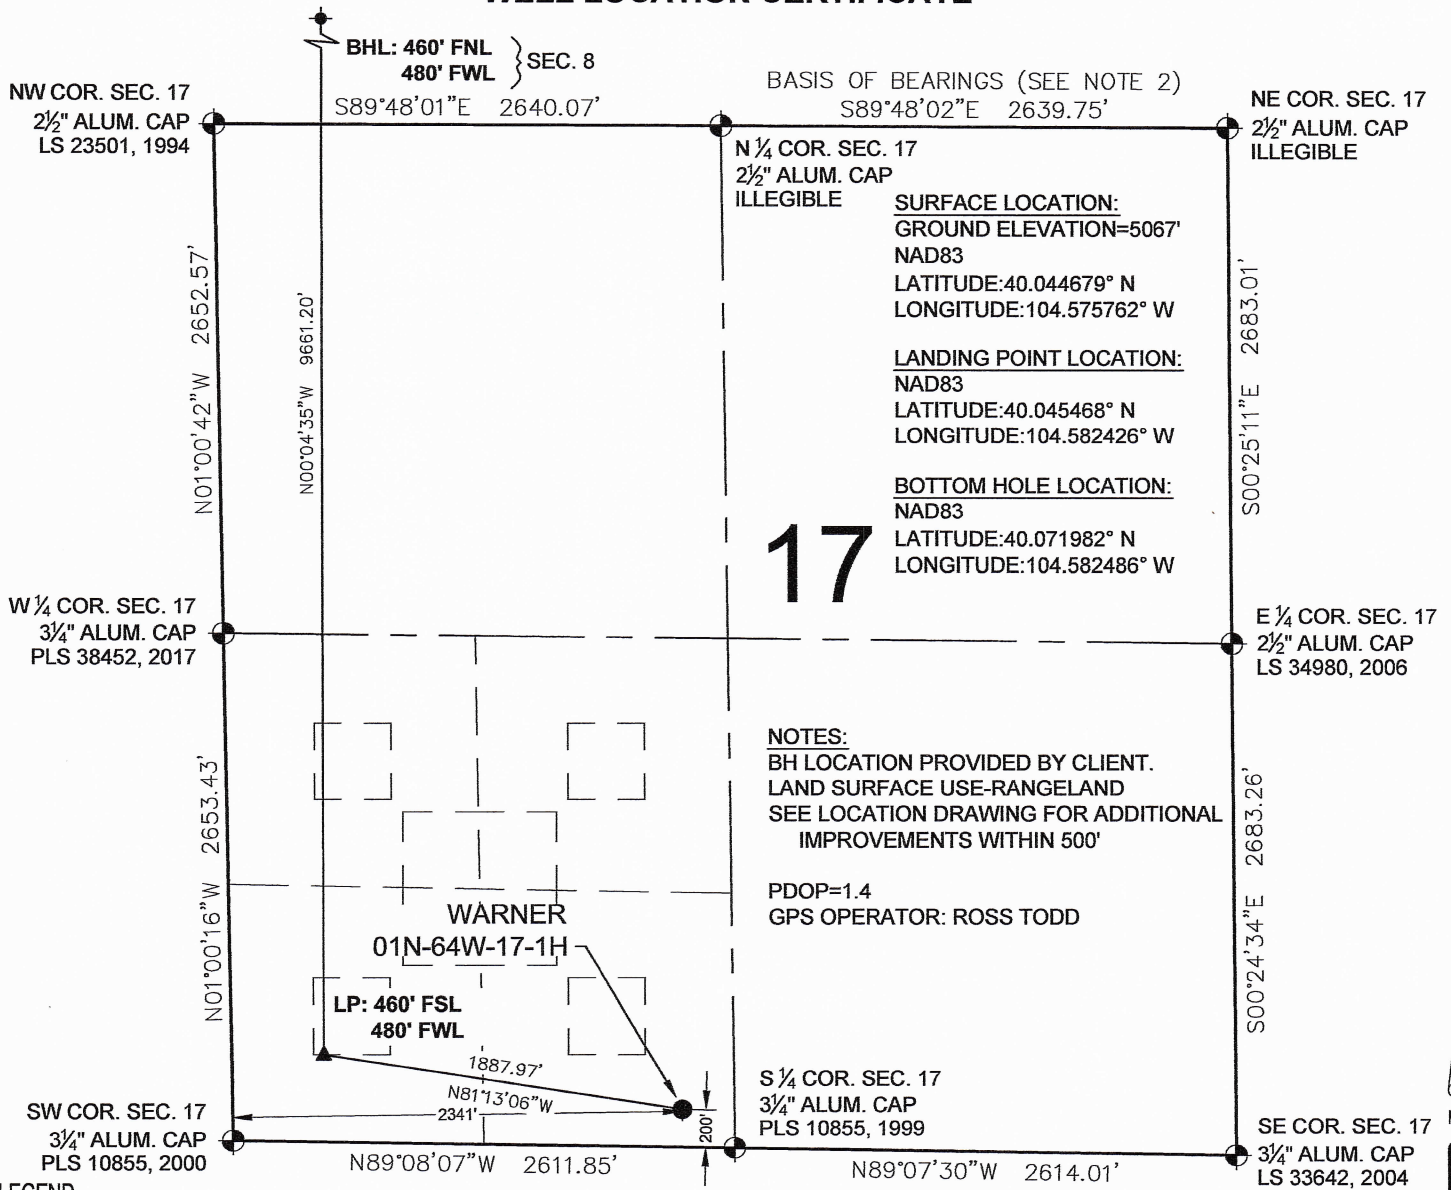 WELL LOCATION CERTIFICATE
BHL: 460' FNL
480' FWL
SEC. 8
BASIS OF BEARINGS (SEE NOTE 2)
S89°48'01"E 2640.07'
S89°48'02"E 2639.75'
NW COR. SEC. 17
2½" ALUM. CAP
LS 23501, 1994
N ¼ COR. SEC. 17
2½" ALUM. CAP
ILLEGIBLE
NE COR. SEC. 17
2½" ALUM. CAP
ILLEGIBLE
SURFACE LOCATION:
GROUND ELEVATION=5067'
NAD83
LATITUDE:40.044679° N
LONGITUDE:104.575762° W
LANDING POINT LOCATION:
NAD83
LATITUDE:40.045468° N
LONGITUDE:104.582426° W
BOTTOM HOLE LOCATION:
NAD83
LATITUDE:40.071982° N
LONGITUDE:104.582486° W
N01°00'42"W 2652.57'
N00°04'35"W 9661.20'
S00°25'11"E 2683.01'
17
W ¼ COR. SEC. 17
3¼" ALUM. CAP
PLS 38452, 2017
E ¼ COR. SEC. 17
2½" ALUM. CAP
LS 34980, 2006
NOTES:
BH LOCATION PROVIDED BY CLIENT.
LAND SURFACE USE-RANGELAND
SEE LOCATION DRAWING FOR ADDITIONAL
IMPROVEMENTS WITHIN 500'
PDOP=1.4
GPS OPERATOR: ROSS TODD
N01°00'16"W 2653.43'
S00°24'34"E 2683.26'
WARNER
01N-64W-17-1H
LP: 460' FSL
480' FWL
1887.97'
N81°13'06"W
2341'
200'
SW COR. SEC. 17
3¼" ALUM. CAP
PLS 10855, 2000
S ¼ COR. SEC. 17
3¼" ALUM. CAP
PLS 10855, 1999
SE COR. SEC. 17
3¼" ALUM. CAP
LS 33642, 2004
N89°08'07"W 2611.85'
N89°07'30"W 2614.01'
LEGEND